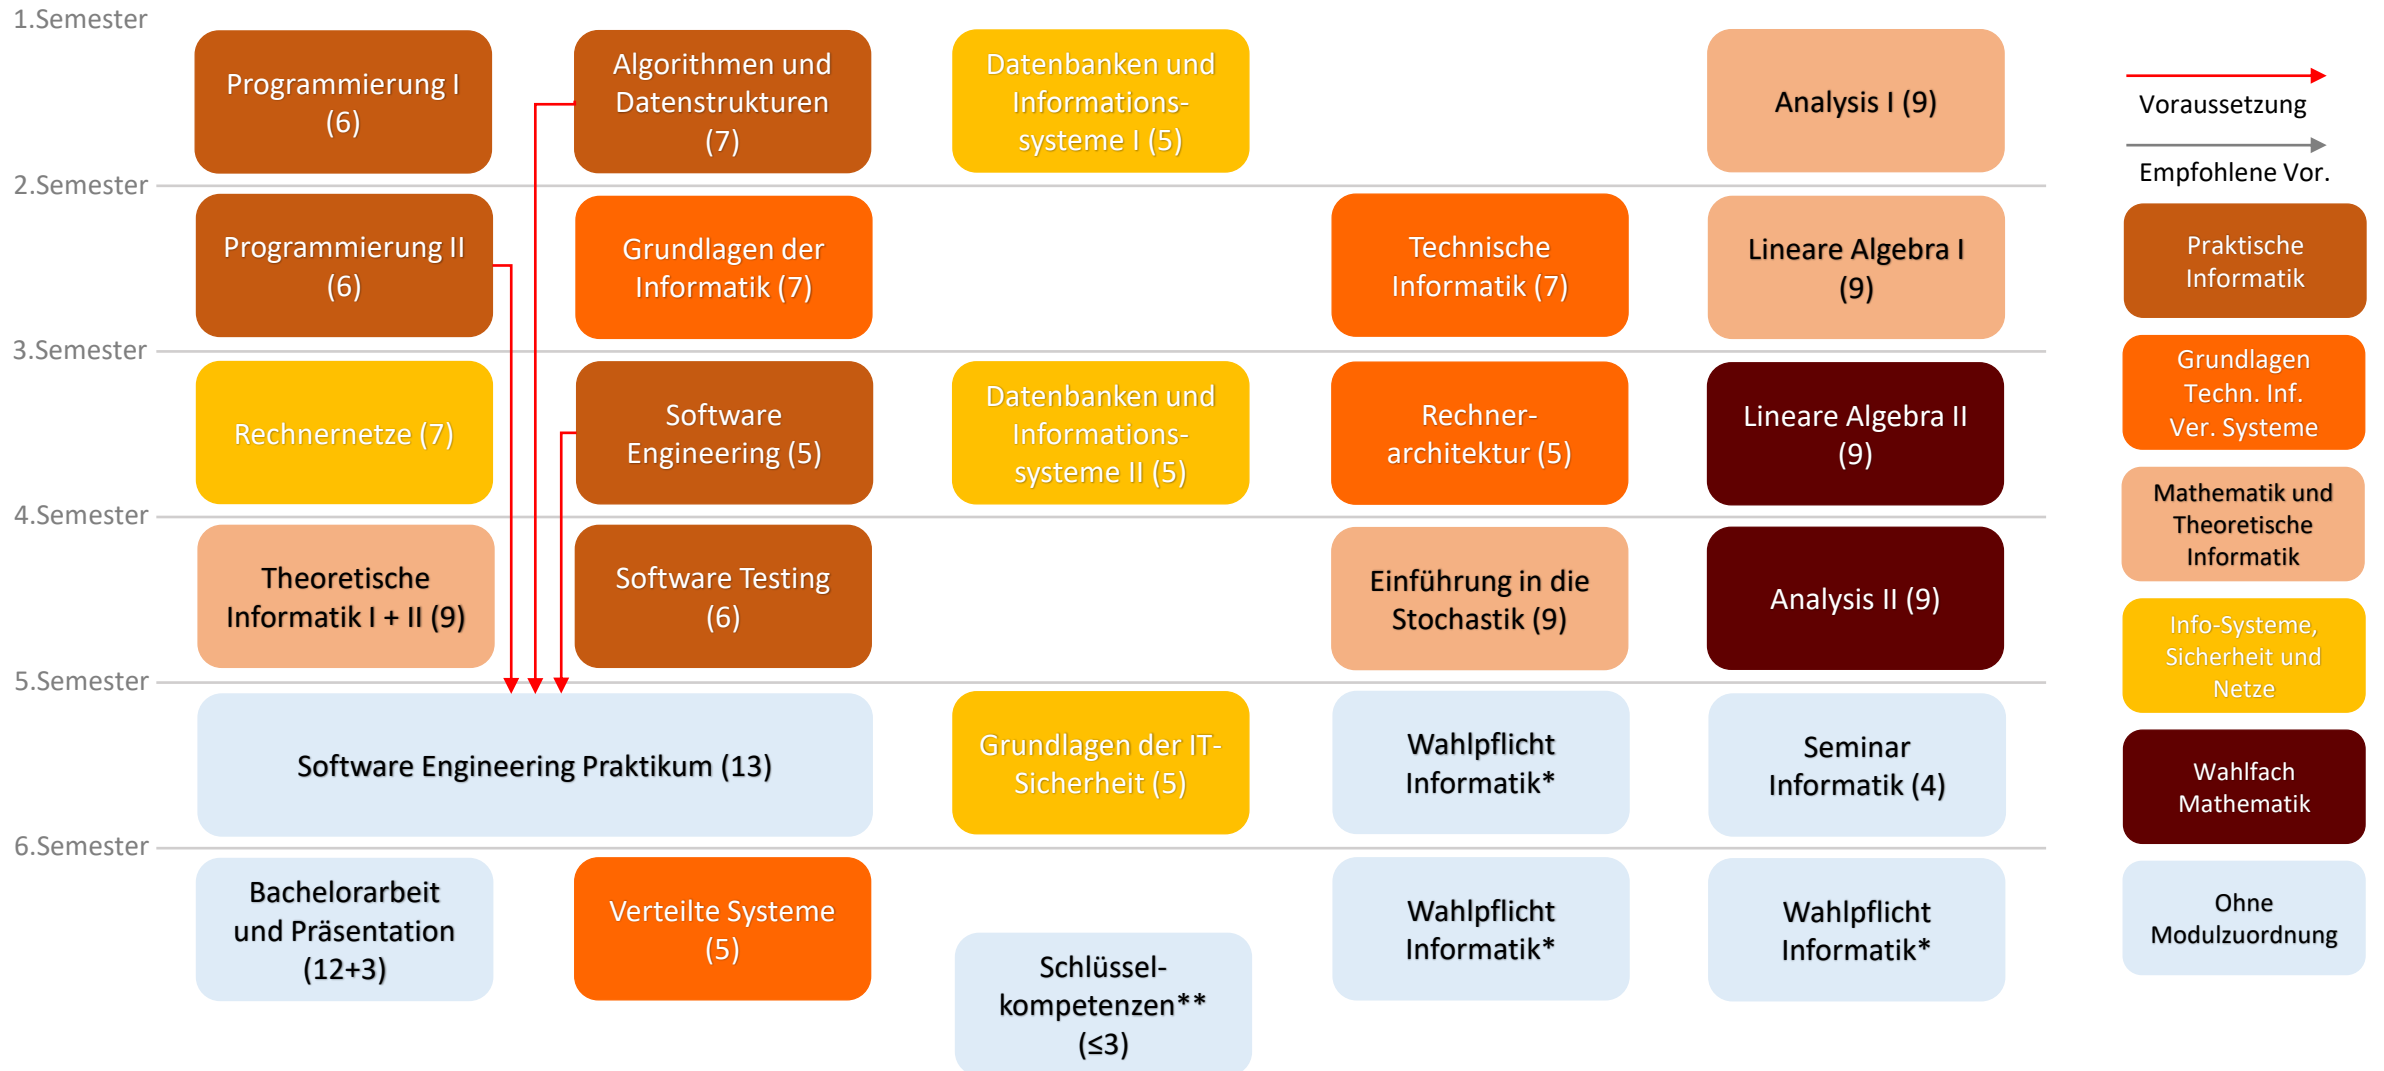 1.Semester
Programmierung I
(6)
Algorithmen und
Datenstrukturen
(7)
Datenbanken und
Informations-
systeme I (5)
Analysis I (9)
Voraussetzung
Empfohlene Vor.
2.Semester
Programmierung II
(6)
Grundlagen der
Informatik (7)
Technische
Informatik (7)
Lineare Algebra I
(9)
Praktische
Informatik
3.Semester
Rechnernetze (7)
Software
Engineering (5)
Datenbanken und
Informations-
systeme II (5)
Rechner-
architektur (5)
Lineare Algebra II
(9)
Grundlagen
Techn. Inf.
Ver. Systeme
4.Semester
Theoretische
Informatik I + II (9)
Software Testing
(6)
Einführung in die
Stochastik (9)
Analysis II (9)
Mathematik und
Theoretische
Informatik
Info-Systeme,
Sicherheit und
Netze
5.Semester
Software Engineering Praktikum (13)
Grundlagen der IT-
Sicherheit (5)
Wahlpflicht
Informatik*
Seminar
Informatik (4)
Wahlfach
Mathematik
6.Semester
Bachelorarbeit
und Präsentation
(12+3)
Verteilte Systeme
(5)
Schlüssel-
kompetenzen**
(≤3)
Wahlpflicht
Informatik*
Wahlpflicht
Informatik*
Ohne
Modulzuordnung